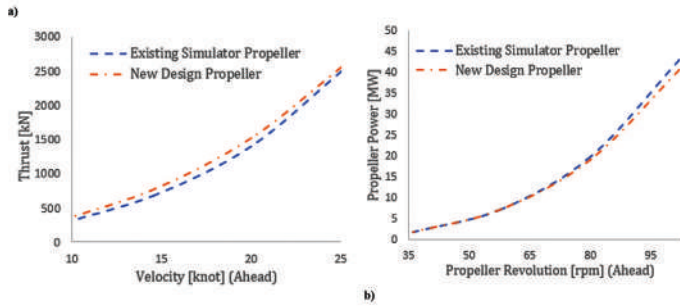 a)
3000
2500
2000
1500
1000
500
0
Thrust [kN]
Existing Simulator Propeller
New Design Propeller
10 15 20 25
Velocity [knot] (Ahead)
50
45
40
35
30
25
20
15
10
5
0
Propeller Power [MW]
Existing Simulator Propeller
New Design Propeller
35 50 65 80 95
Propeller Revolution [rpm] (Ahead)
b)